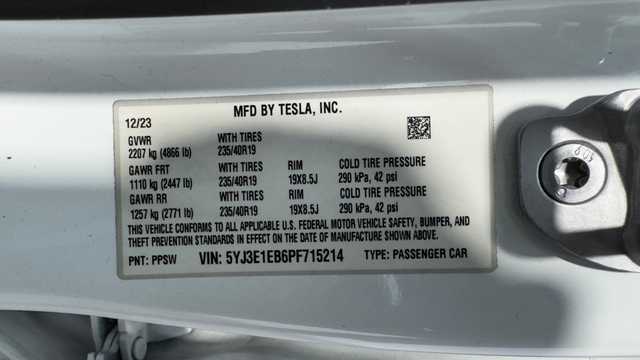 MFD BY TESLA, INC.
12/23
GVWR WITH TIRES
2207 kg (4866 lb) 235/40R19
GAWR FRT WITH TIRES RIM COLD TIRE PRESSURE
1110 kg (2447 lb) 235/40R19 19X8.5J 290 kPa, 42 psi
GAWR RR WITH TIRES RIM COLD TIRE PRESSURE
1257 kg (2771 lb) 235/40R19 19X8.5J 290 kPa, 42 psi
THIS VEHICLE CONFORMS TO ALL APPLICABLE U.S. FEDERAL MOTOR VEHICLE SAFETY, BUMPER, AND
THEFT PREVENTION STANDARDS IN EFFECT ON THE DATE OF MANUFACTURE SHOWN ABOVE.
PNT: PPSW VIN: 5YJ3E1EB6PF715214 TYPE: PASSENGER CAR